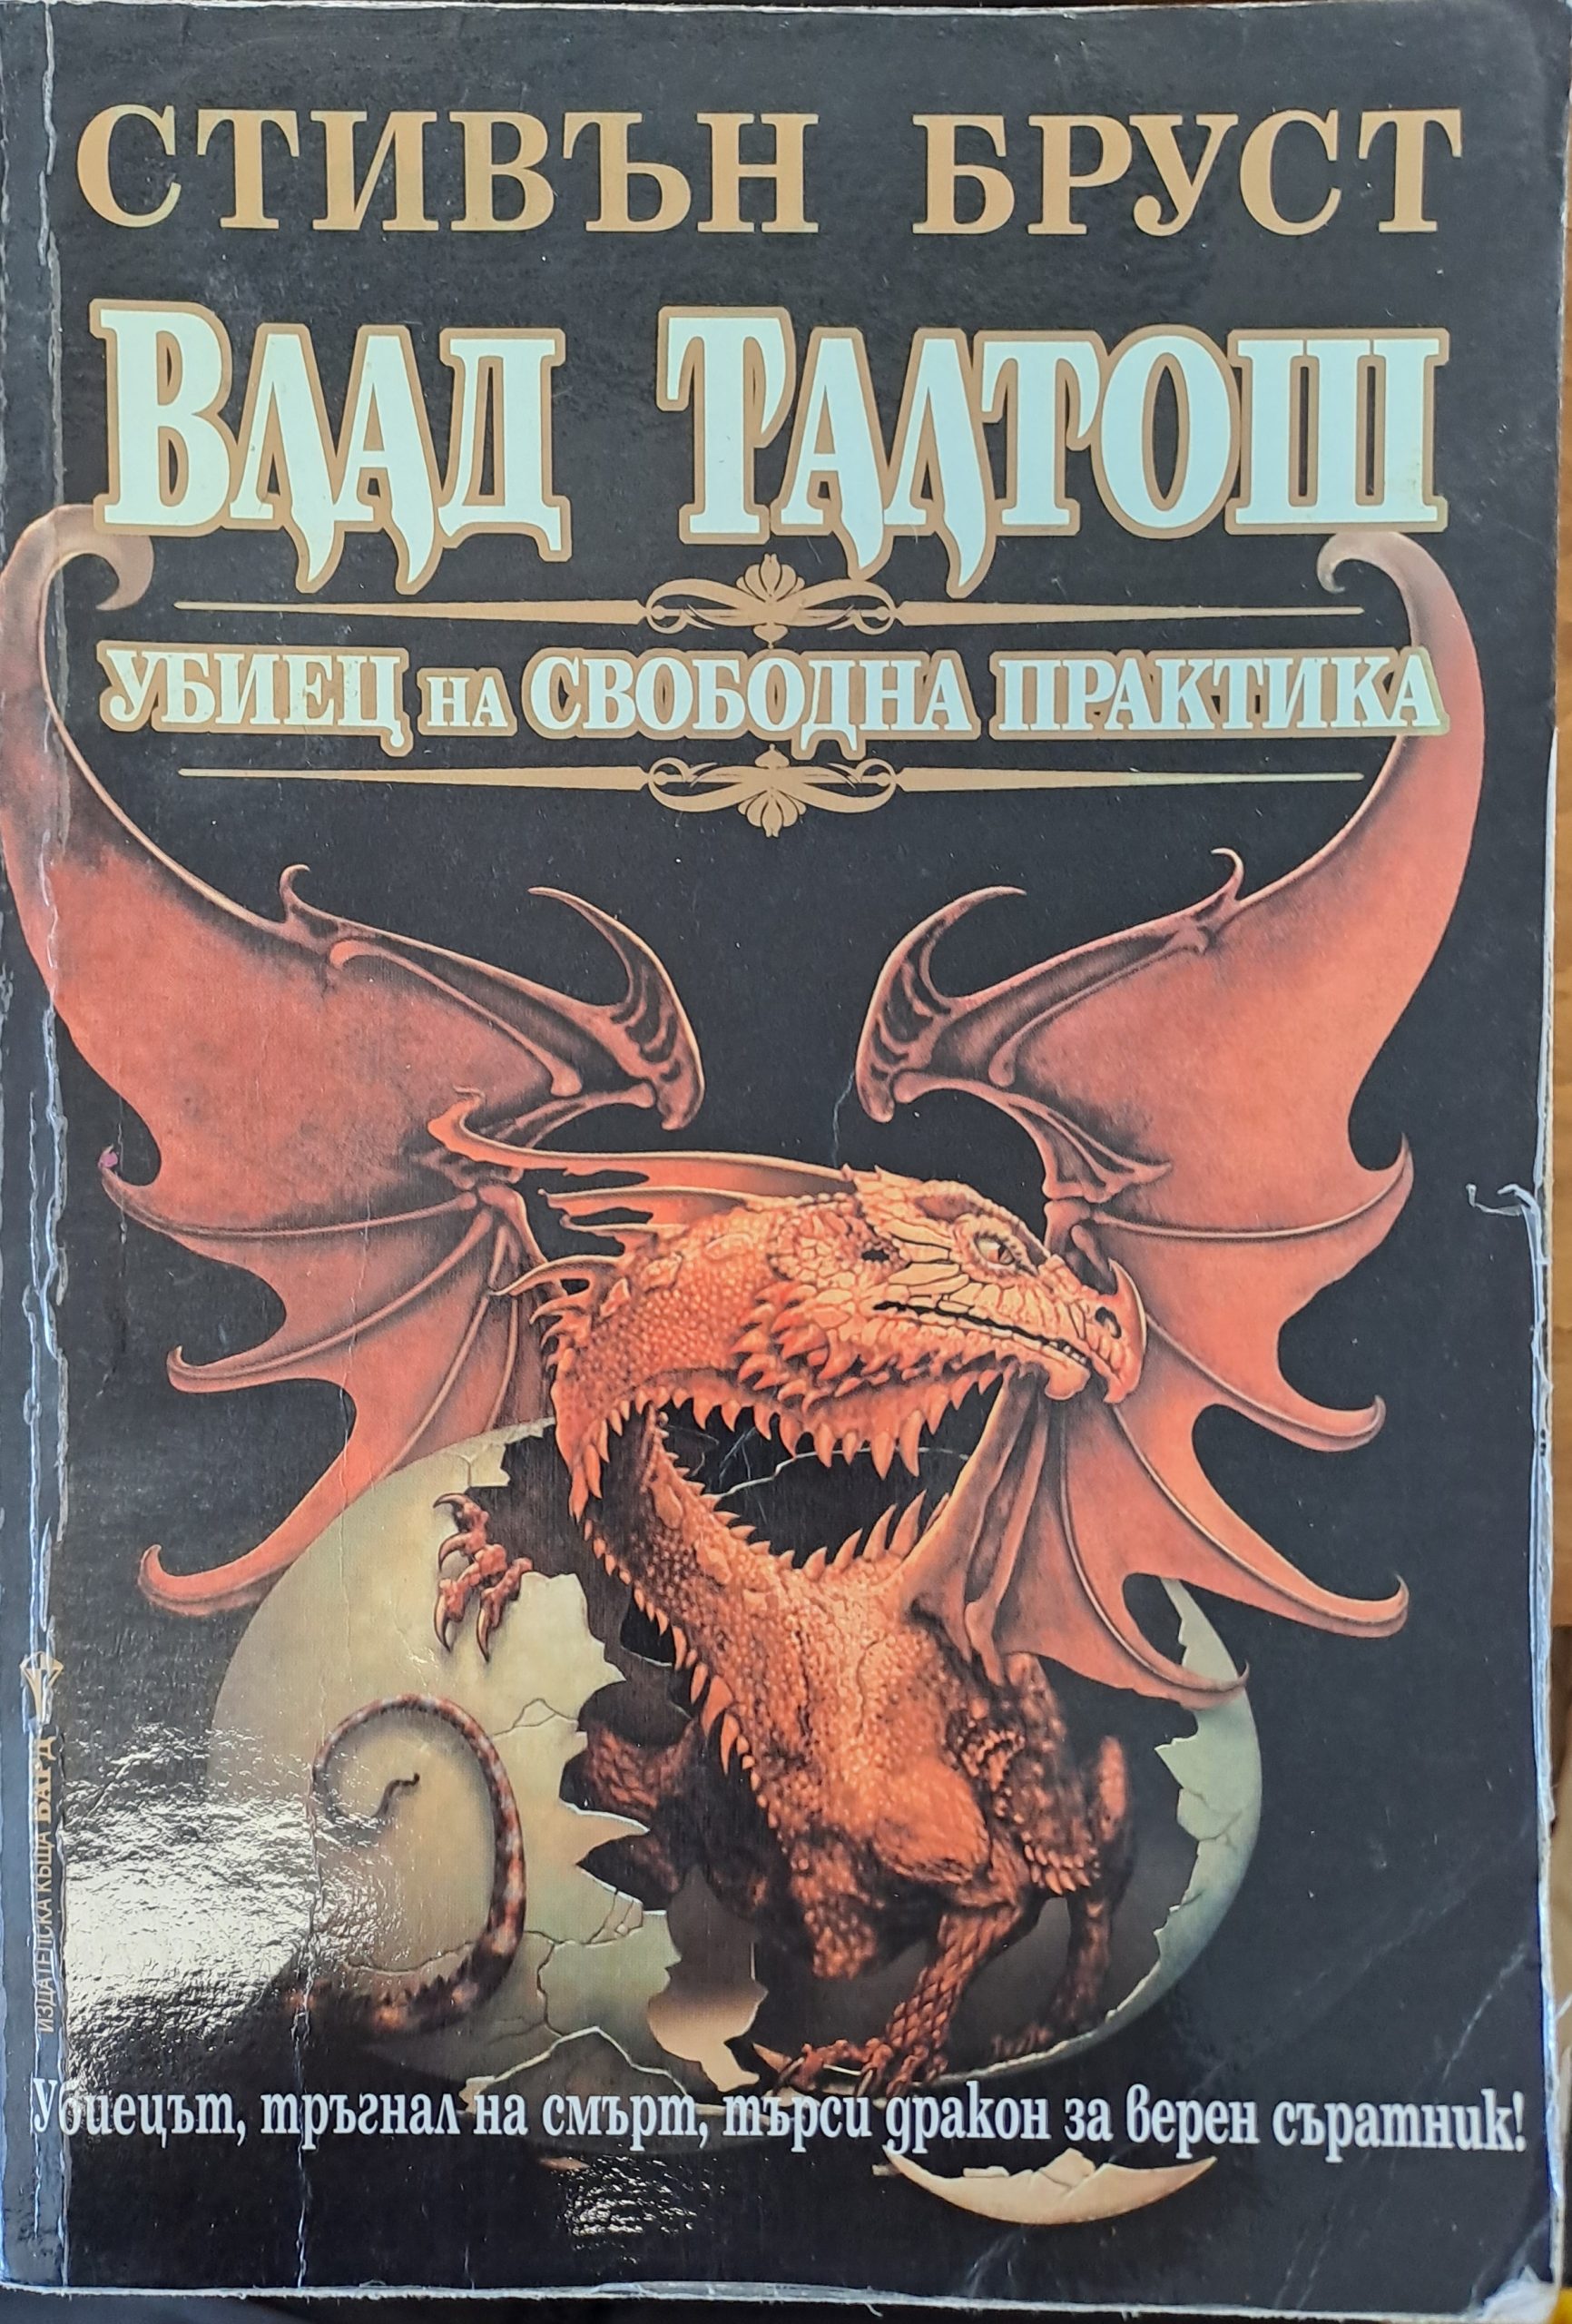 СТИВЪН БРУСТ
ВЛАД ТАЛТОШ
УБИЕЦ НА СВОБОДНА ПРАКТИКА
ИЗДАТЕЛСКА КЪЩА БАРД
Убиецът, тръгнал на смърт, търси дракон за верен съратник!